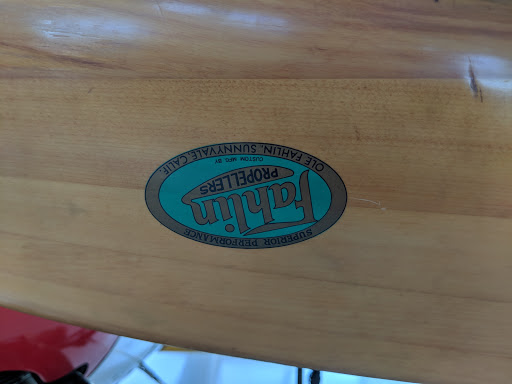 SUPERIOR PERFORMANCE
Fahlin
PROPELLERS
CUSTOM MFG. BY
OLE FAHLIN, SUNNYVALE, CALIF.